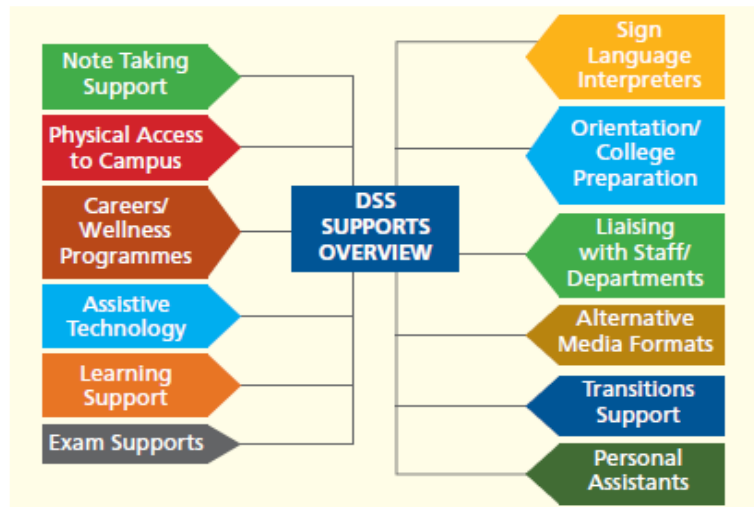 Note Taking
Support
Physical Access
to Campus
Careers/
Wellness
Programmes
Assistive
Technology
Learning
Support
Exam Supports
DSS
SUPPORTS
OVERVIEW
Sign
Language
Interpreters
Orientation/
College
Preparation
Liaising
with Staff/
Departments
Alternative
Media Formats
Transitions
Support
Personal
Assistants